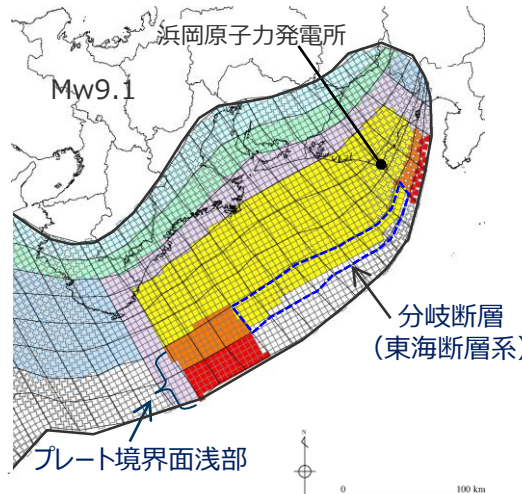 浜岡原子力発電所
Mw9.1
分岐断層
（東海断層系）
プレート境界面浅部
N
0 100 km